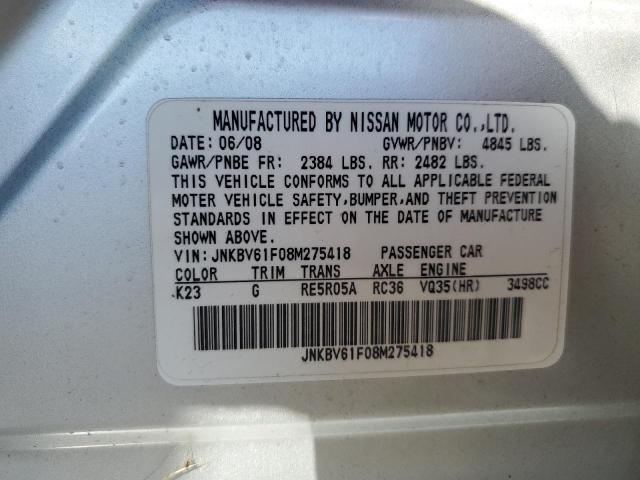 MANUFACTURED BY NISSAN MOTOR CO.,LTD.
DATE: 06/08 GVWR/PNBV: 4845 LBS.
GAWR/PNBE FR: 2384 LBS. RR: 2482 LBS.
THIS VEHICLE CONFORMS TO ALL APPLICABLE FEDERAL
MOTOR VEHICLE SAFETY,BUMPER,AND THEFT PREVENTION
STANDARDS IN EFFECT ON THE DATE OF MANUFACTURE
SHOWN ABOVE.
VIN:JNKBV61F08M275418 PASSENGER CAR
COLOR TRIM TRANS AXLE ENGINE
K23 G RE5R05A RC36 VQ35(HR) 3498CC
JNKBV61F08M275418